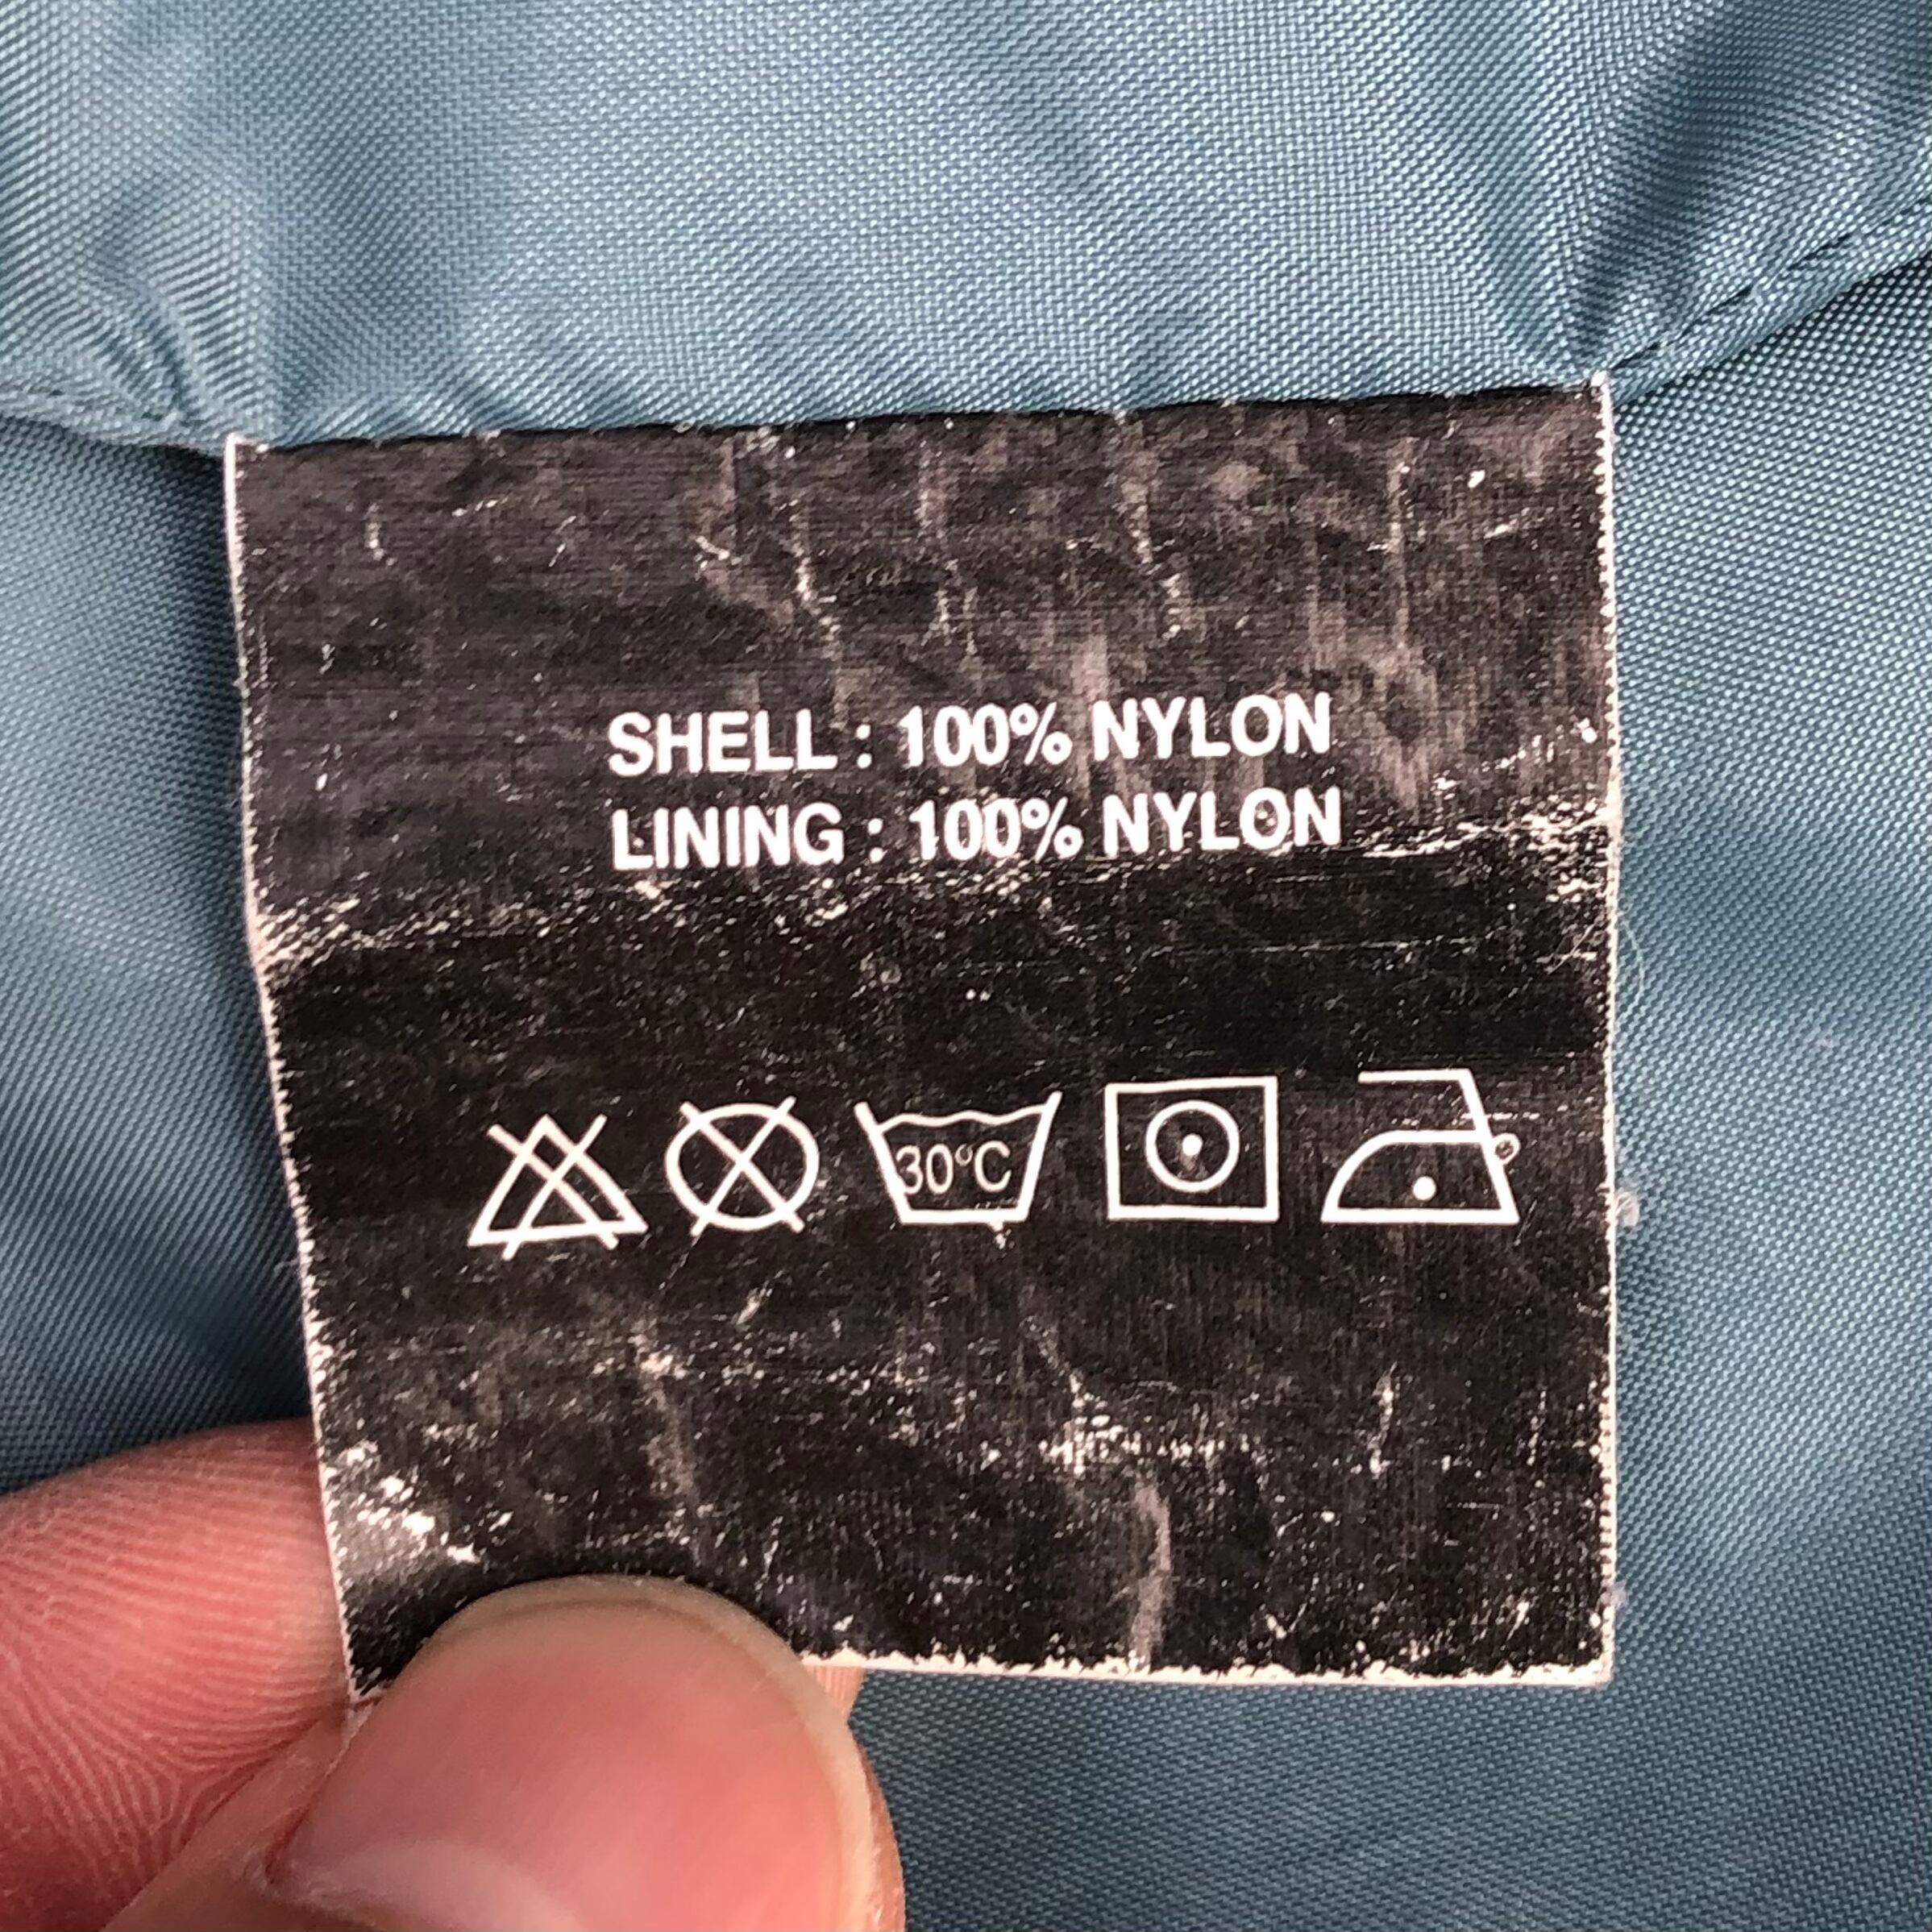 SHELL : 100% NYLON
LINING : 100% NYLON
30°C